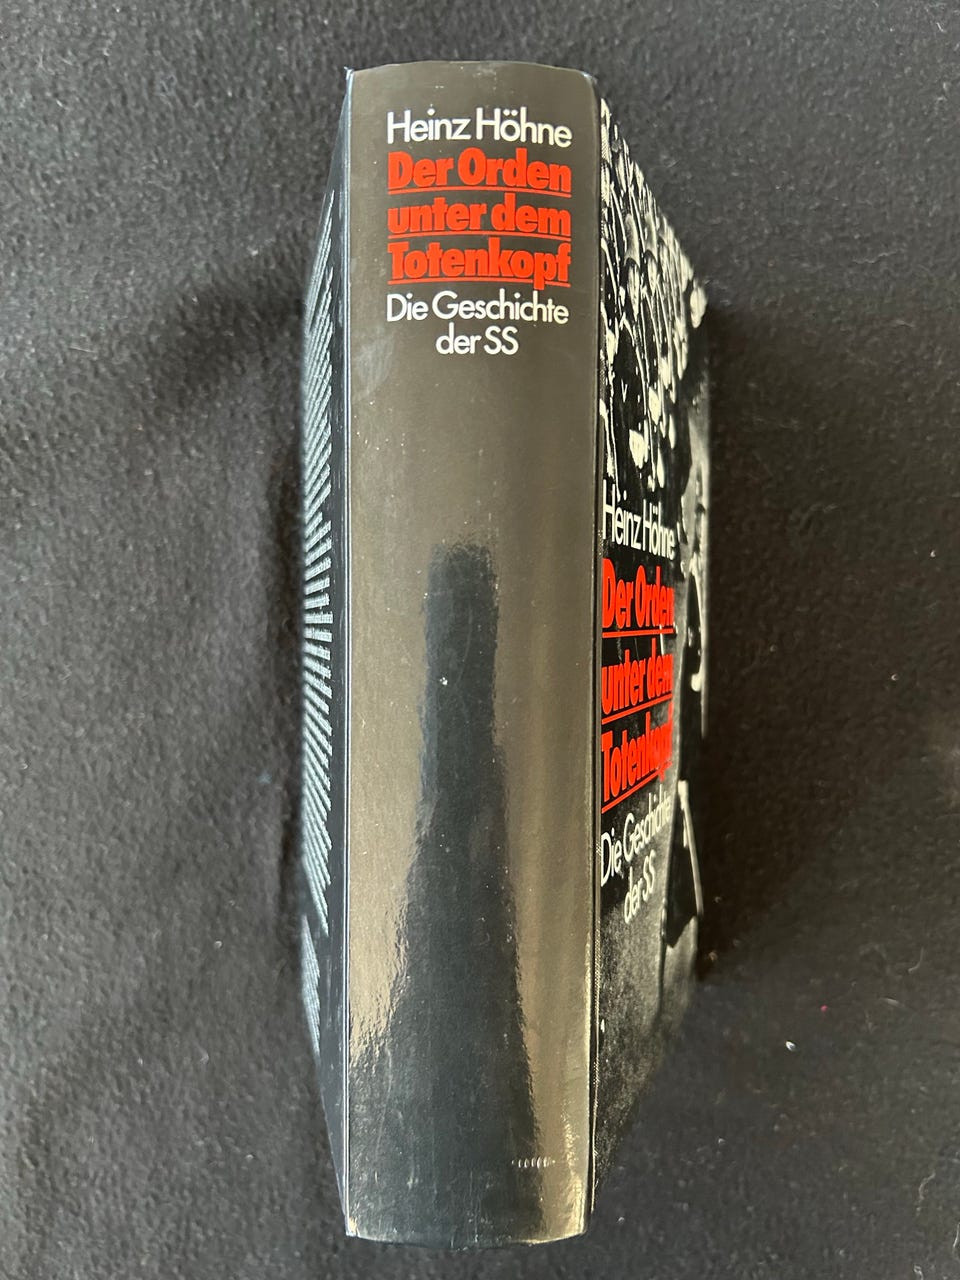 Heinz Höhne
Der Orden
unter dem
Totenkopf
Die Geschichte
der SS
Heinz Höhne
Der Orden
unter dem
Totenkopf
Die Geschichte
der SS